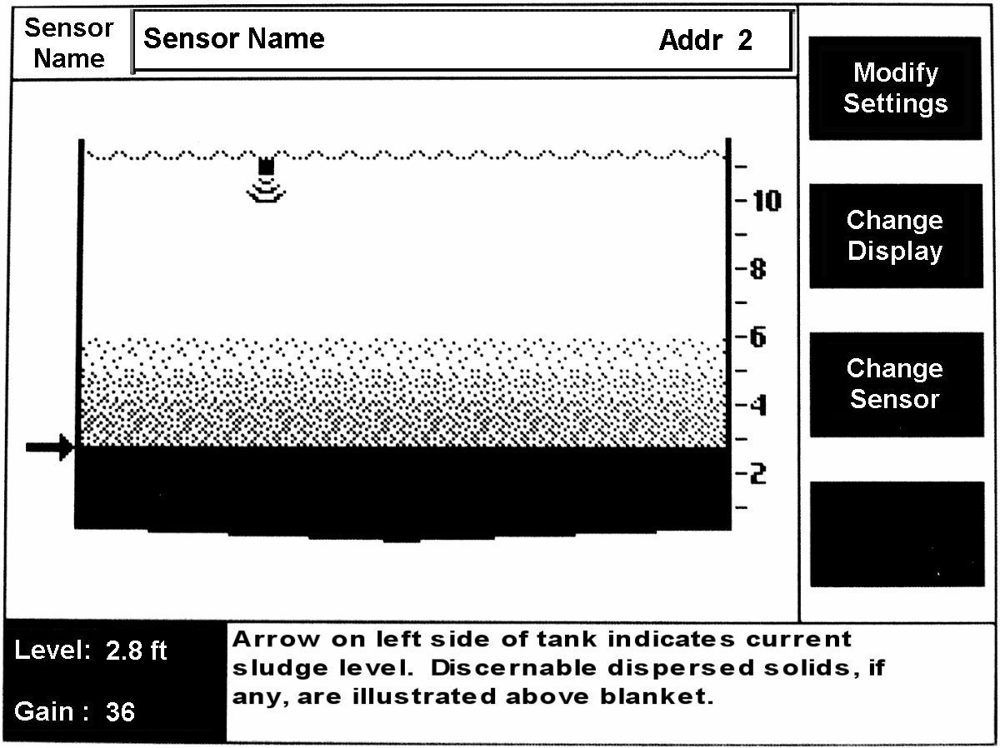 Sensor
Name
Sensor Name Addr 2
Modify
Settings
10
Change
Display
8
6
Change
Sensor
4
2
Level: 2.8 ft
Gain : 36
Arrow on left side of tank indicates current
sludge level. Discernable dispersed solids, if
any, are illustrated above blanket.